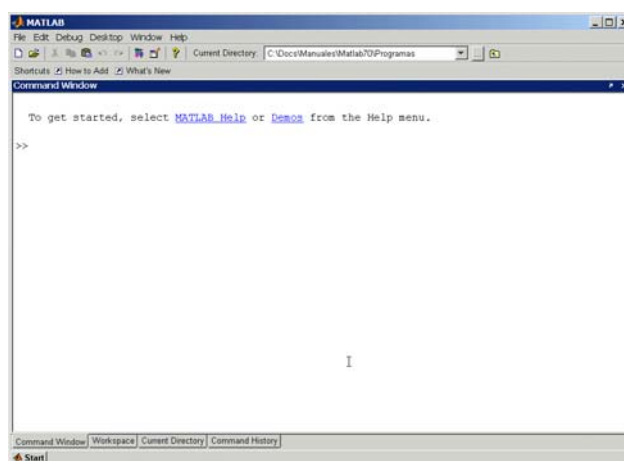 MATLAB
File Edit Debug Desktop Window Help
Current Directory: C:\Docs\Manuales\Matlab70\Programas
Shortcuts How to Add What's New
Command Window
To get started, select MATLAB Help or Demos from the Help menu.
>>
Command Window Workspace Current Directory Command History
Start